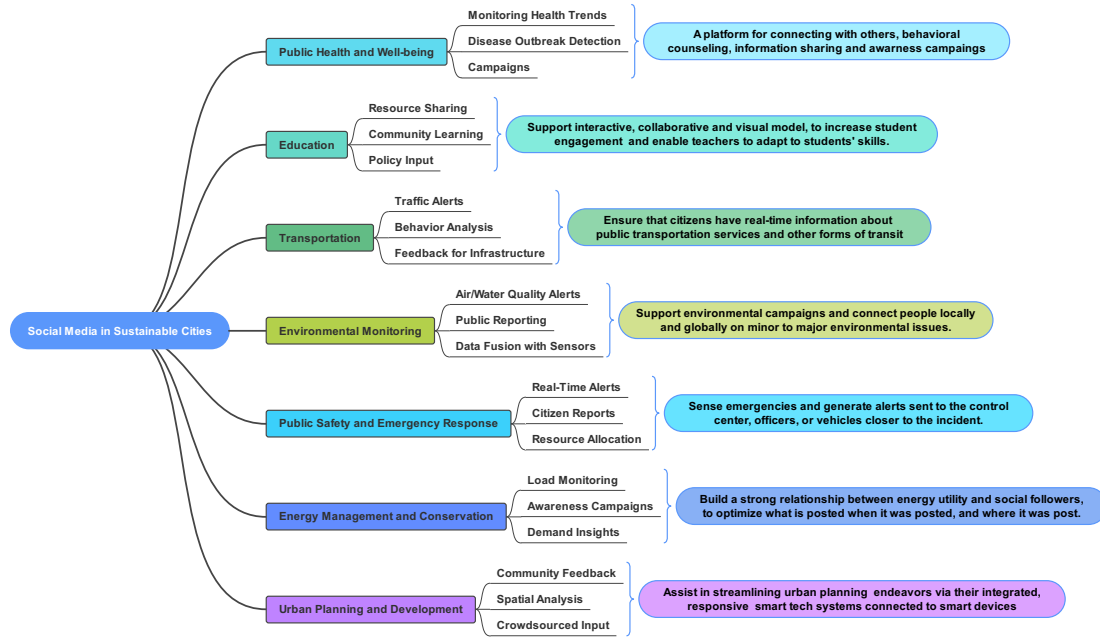 Social Media in Sustainable Cities
Public Health and Well-being
Monitoring Health Trends
Disease Outbreak Detection
Campaigns
A platform for connecting with others, behavioral
counseling, information sharing and awarness campaings
Education
Resource Sharing
Community Learning
Policy Input
Support interactive, collaborative and visual model, to increase student
engagement and enable teachers to adapt to students' skills.
Transportation
Traffic Alerts
Behavior Analysis
Feedback for Infrastructure
Ensure that citizens have real-time information about
public transportation services and other forms of transit
Environmental Monitoring
Air/Water Quality Alerts
Public Reporting
Data Fusion with Sensors
Support environmental campaigns and connect people locally
and globally on minor to major environmental issues.
Public Safety and Emergency Response
Real-Time Alerts
Citizen Reports
Resource Allocation
Sense emergencies and generate alerts sent to the control
center, officers, or vehicles closer to the incident.
Energy Management and Conservation
Load Monitoring
Awareness Campaigns
Demand Insights
Build a strong relationship between energy utility and social followers,
to optimize what is posted when it was posted, and where it was post.
Urban Planning and Development
Community Feedback
Spatial Analysis
Crowdsourced Input
Assist in streamlining urban planning endeavors via their integrated,
responsive smart tech systems connected to smart devices